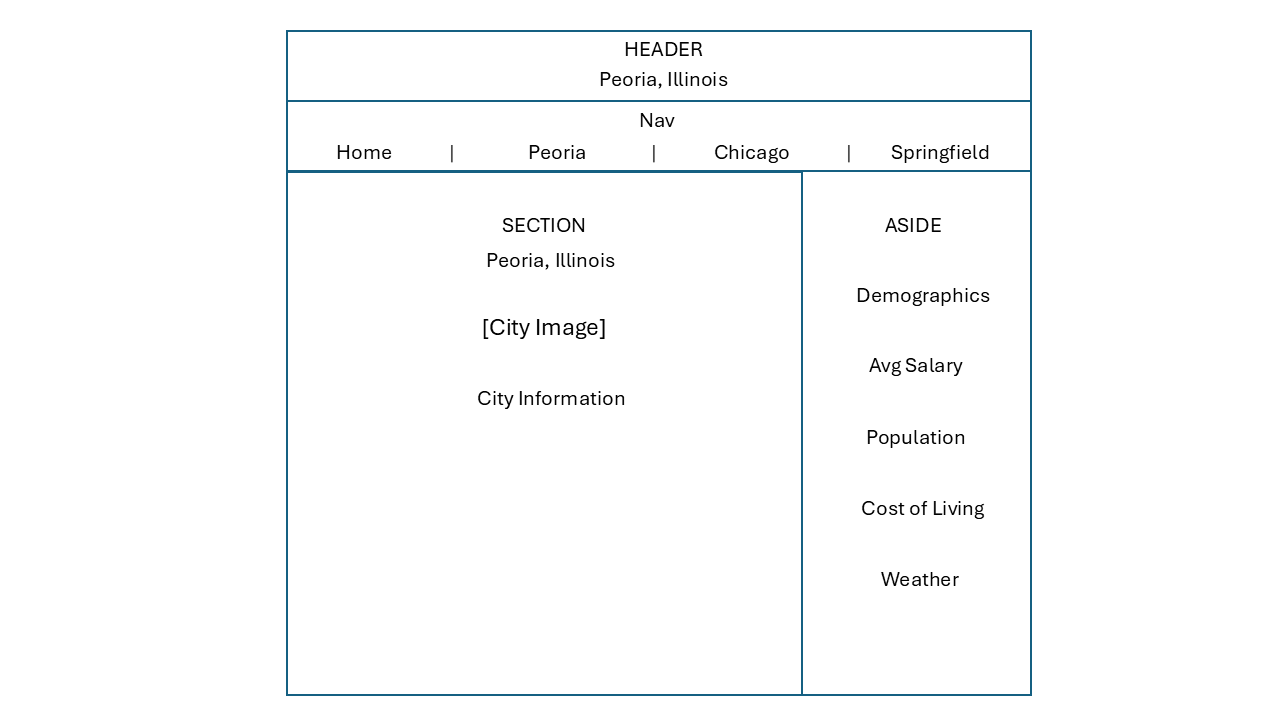 HEADER
Peoria, Illinois
Nav
Home | Peoria | Chicago | Springfield
SECTION
Peoria, Illinois
[City Image]
City Information
ASIDE
Demographics
Avg Salary
Population
Cost of Living
Weather